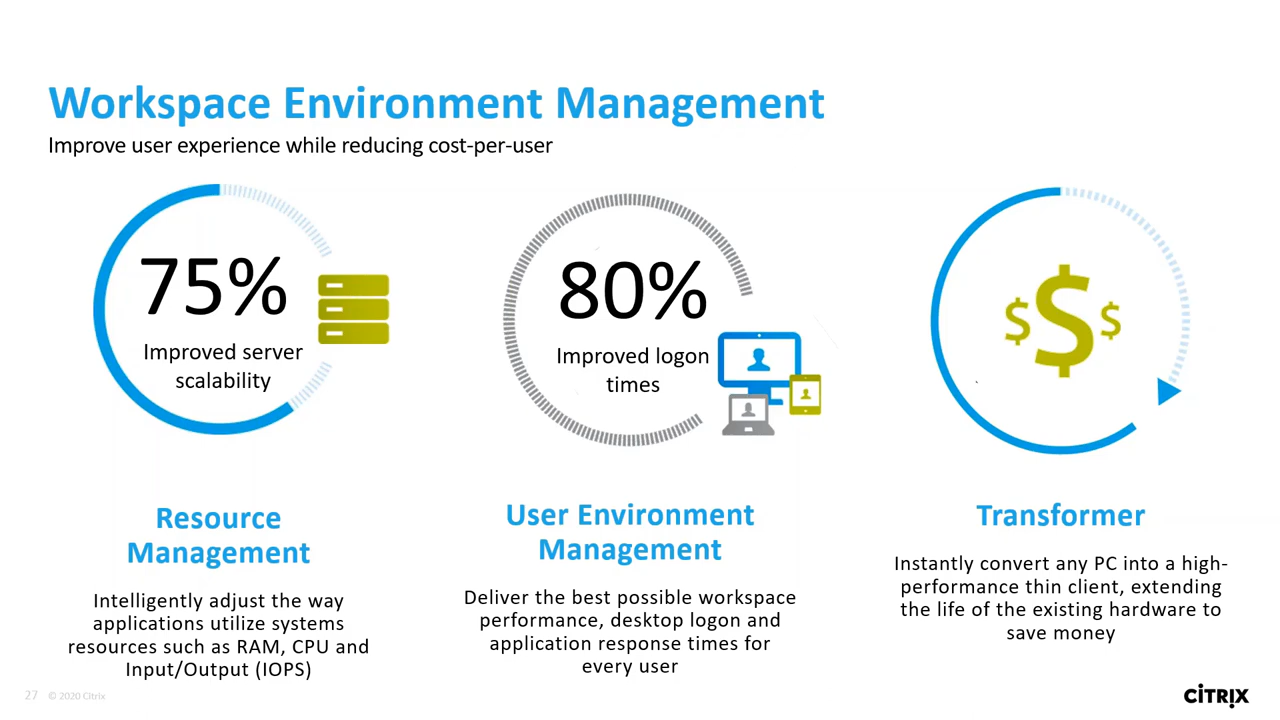 Workspace Environment Management
Improve user experience while reducing cost-per-user
75%
Improved server
scalability
80%
Improved logon
times
$$$
Resource
Management
Intelligently adjust the way
applications utilize systems
resources such as RAM, CPU and
Input/Output (IOPS)
User Environment
Management
Deliver the best possible workspace
performance, desktop logon and
application response times for
every user
Transformer
Instantly convert any PC into a high-
performance thin client, extending
the life of the existing hardware to
save money
27 © 2020 Citrix
CITRIX